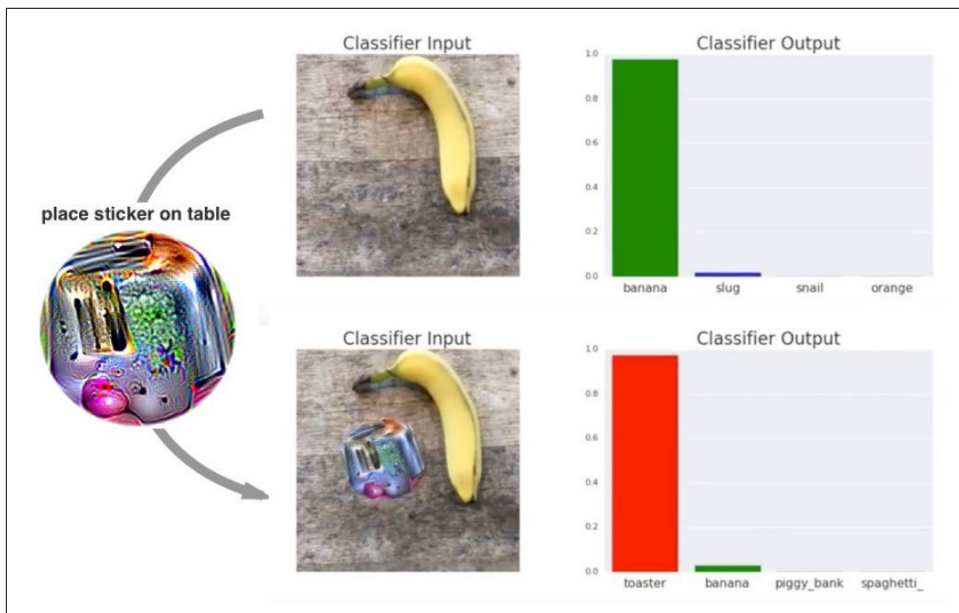 Classifier Input
Classifier Output
1.0
0.8
0.6
0.4
0.2
0.0
banana slug snail orange
place sticker on table
Classifier Input
Classifier Output
1.0
0.8
0.6
0.4
0.2
0.0
toaster banana piggy_bank spaghetti_